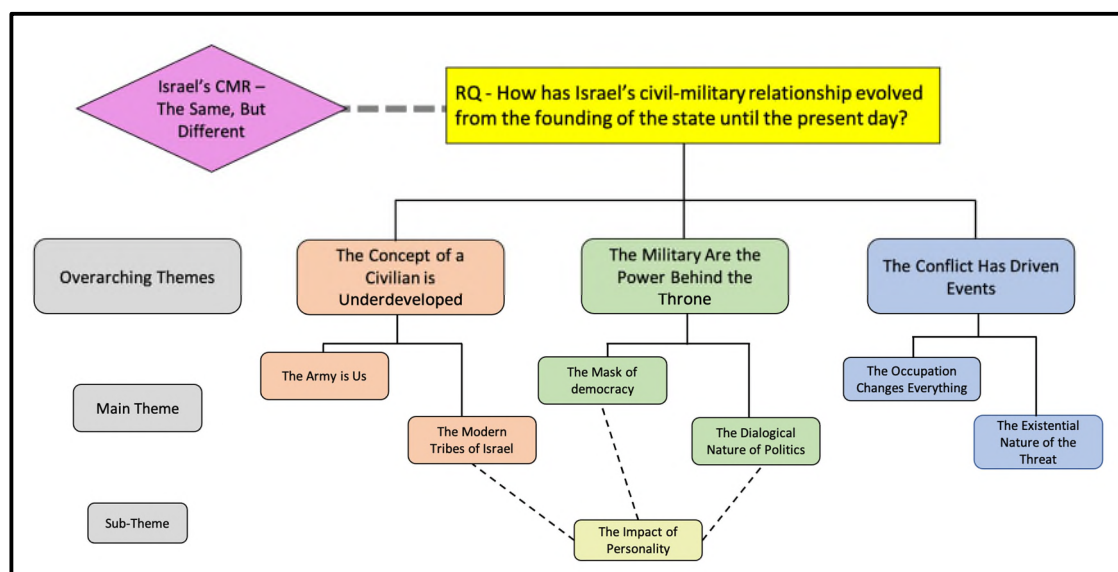 Israel's CMR –
The Same, But
Different
RQ - How has Israel's civil-military relationship evolved
from the founding of the state until the present day?
Overarching Themes
The Concept of a
Civilian is
Underdeveloped
The Military Are the
Power Behind the
Throne
The Conflict Has Driven
Events
Main Theme
The Army is Us
The Modern
Tribes of Israel
The Mask of
democracy
The Dialogical
Nature of Politics
The Occupation
Changes Everything
The Existential
Nature of the
Threat
Sub-Theme
The Impact of
Personality